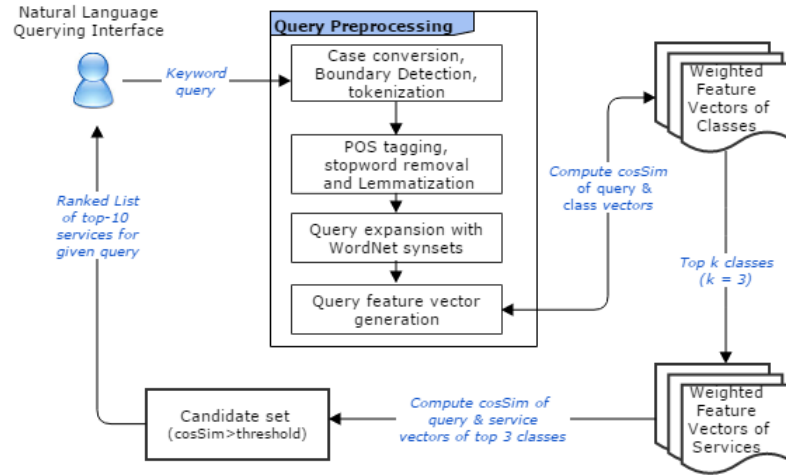 Natural Language
Querying Interface
Keyword
query
Query Preprocessing
Case conversion,
Boundary Detection,
tokenization
POS tagging,
stopword removal
and Lemmatization
Query expansion with
WordNet synsets
Query feature vector
generation
Weighted
Feature
Vectors of
Classes
Compute cosSim
of query &
class vectors
Top k classes
(k = 3)
Weighted
Feature
Vectors of
Services
Compute cosSim of
query & service
vectors of top 3 classes
Candidate set
(cosSim>threshold)
Ranked List
of top-10
services for
given query